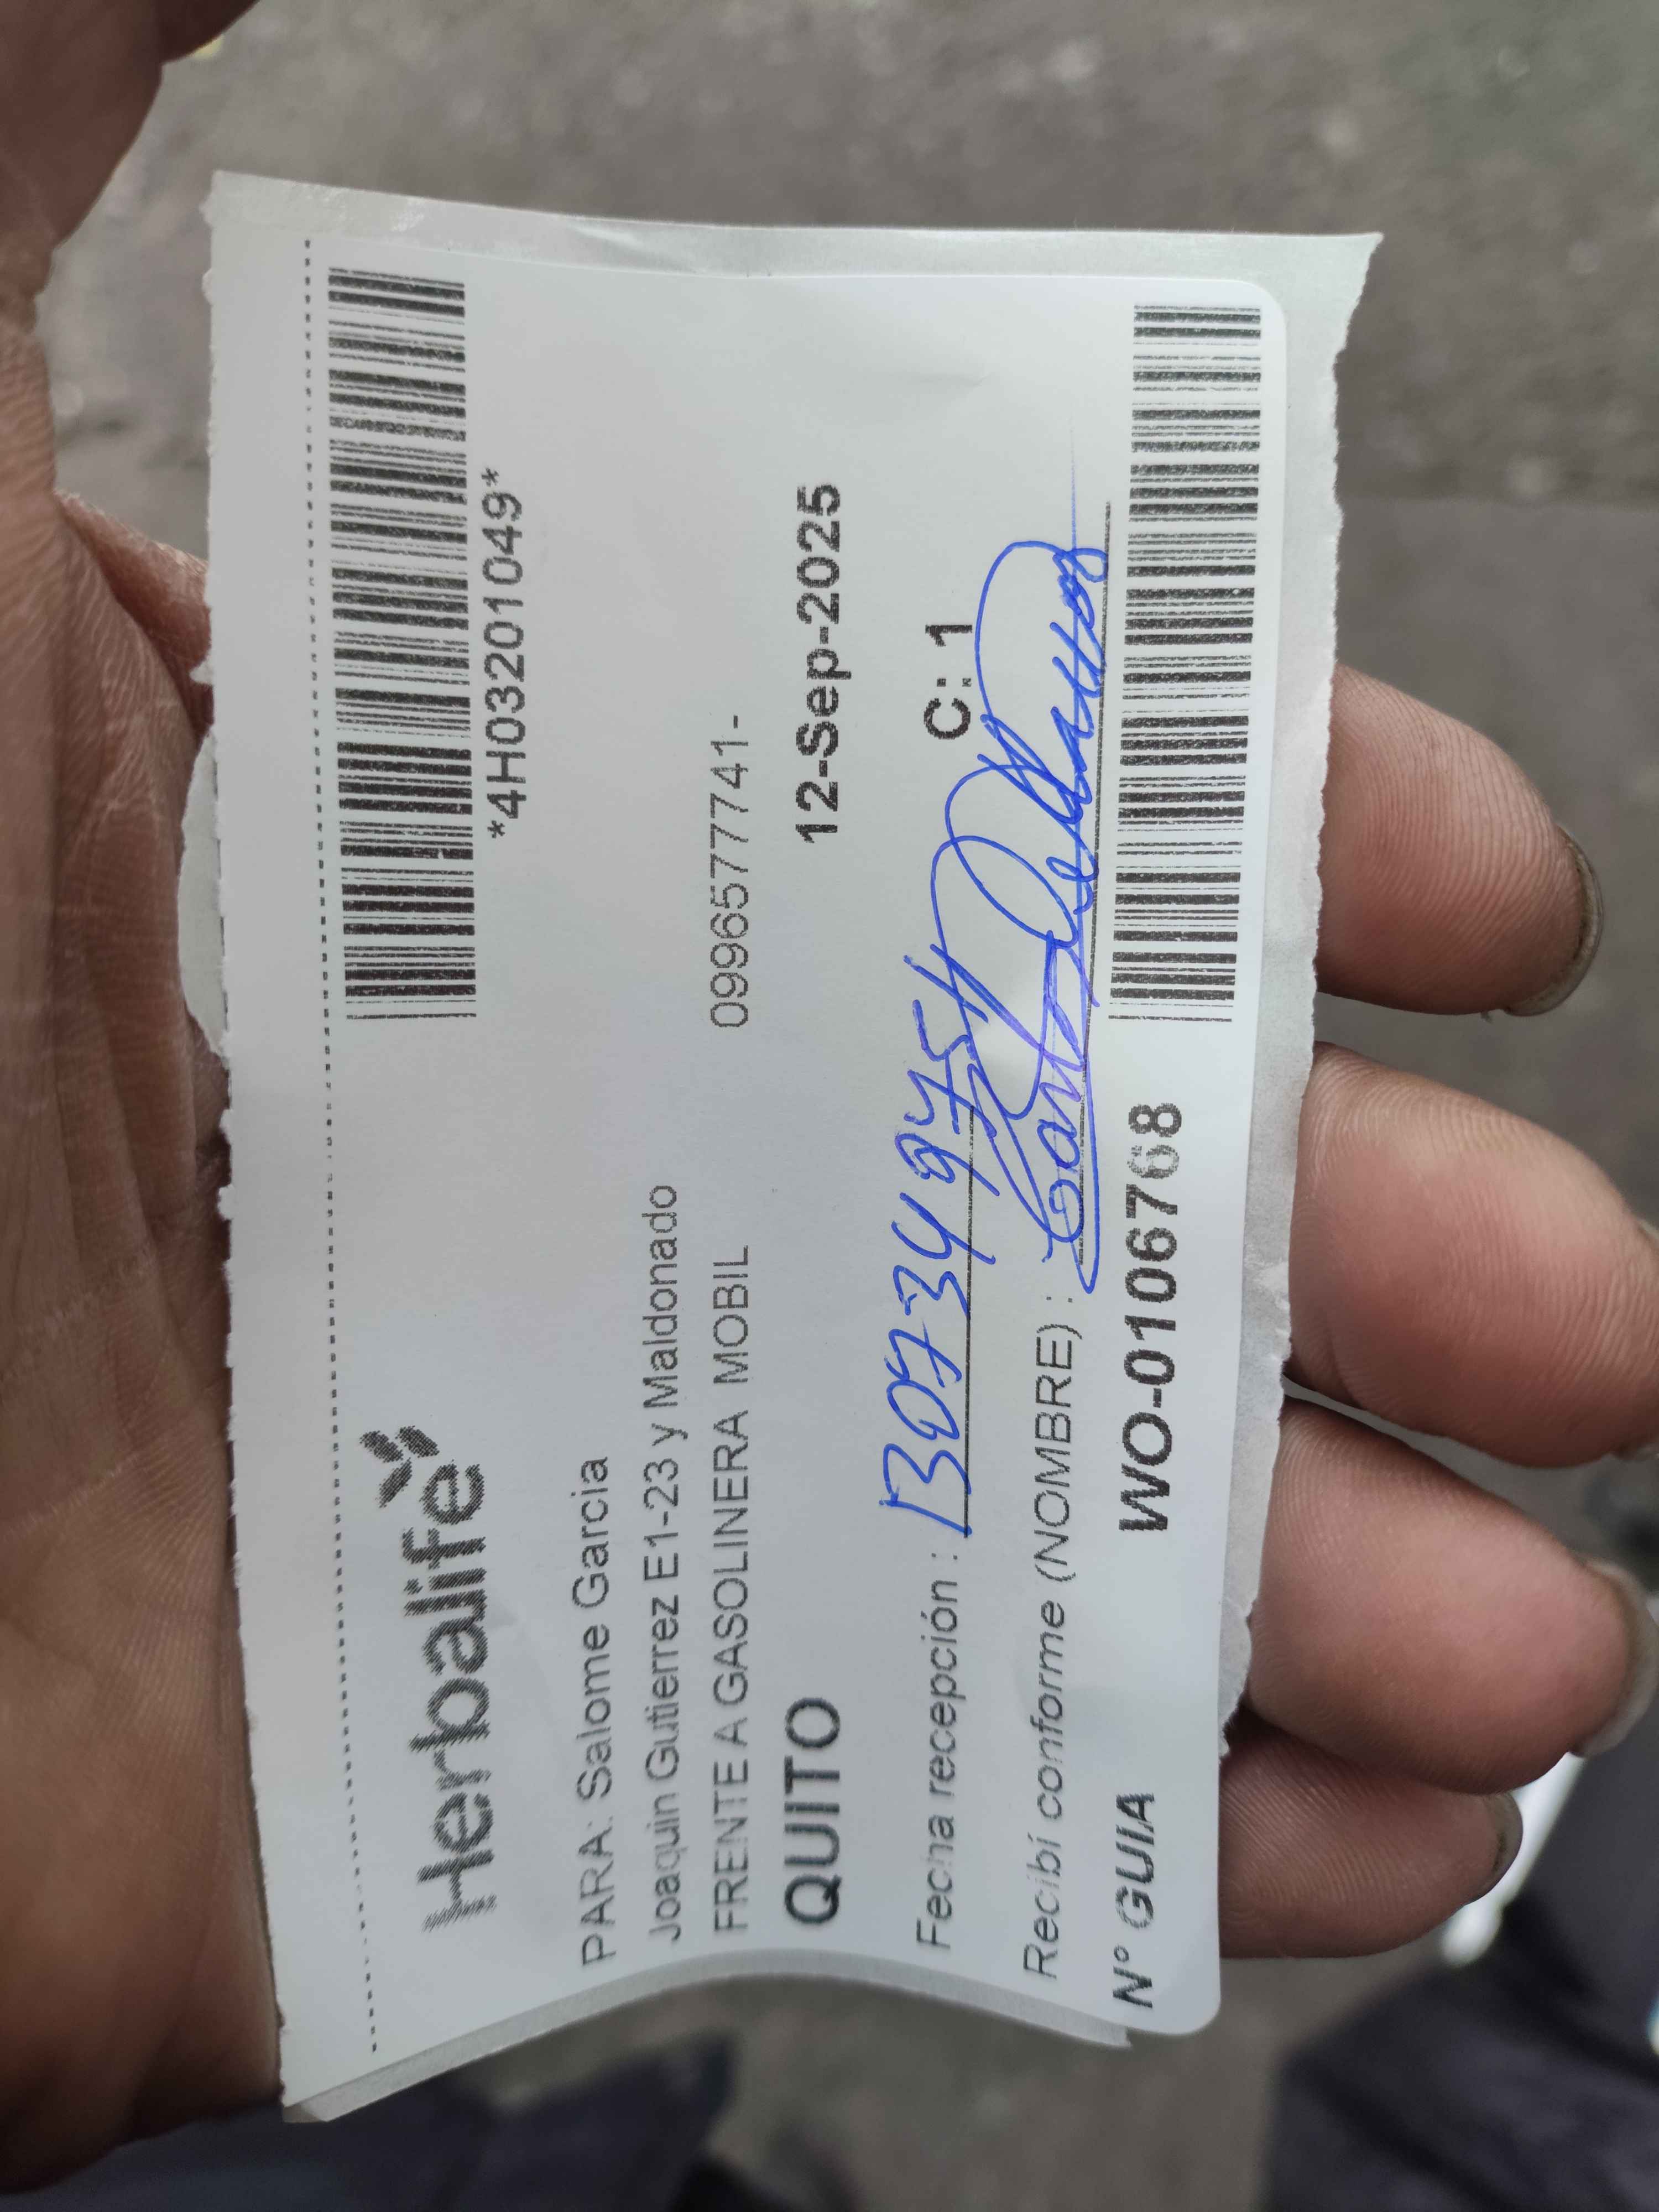 Herbalife
*4H03201049*
PARA: Salome Garcia
Joaquin Gutierrez E1-23 y Maldonado
FRENTE A GASOLINERA MOBIL 0996577741-
QUITO 12-Sep-2025
Fecha recepción : C: 1
Recibí conforme (NOMBRE) :
N° GUIA WO-0106768